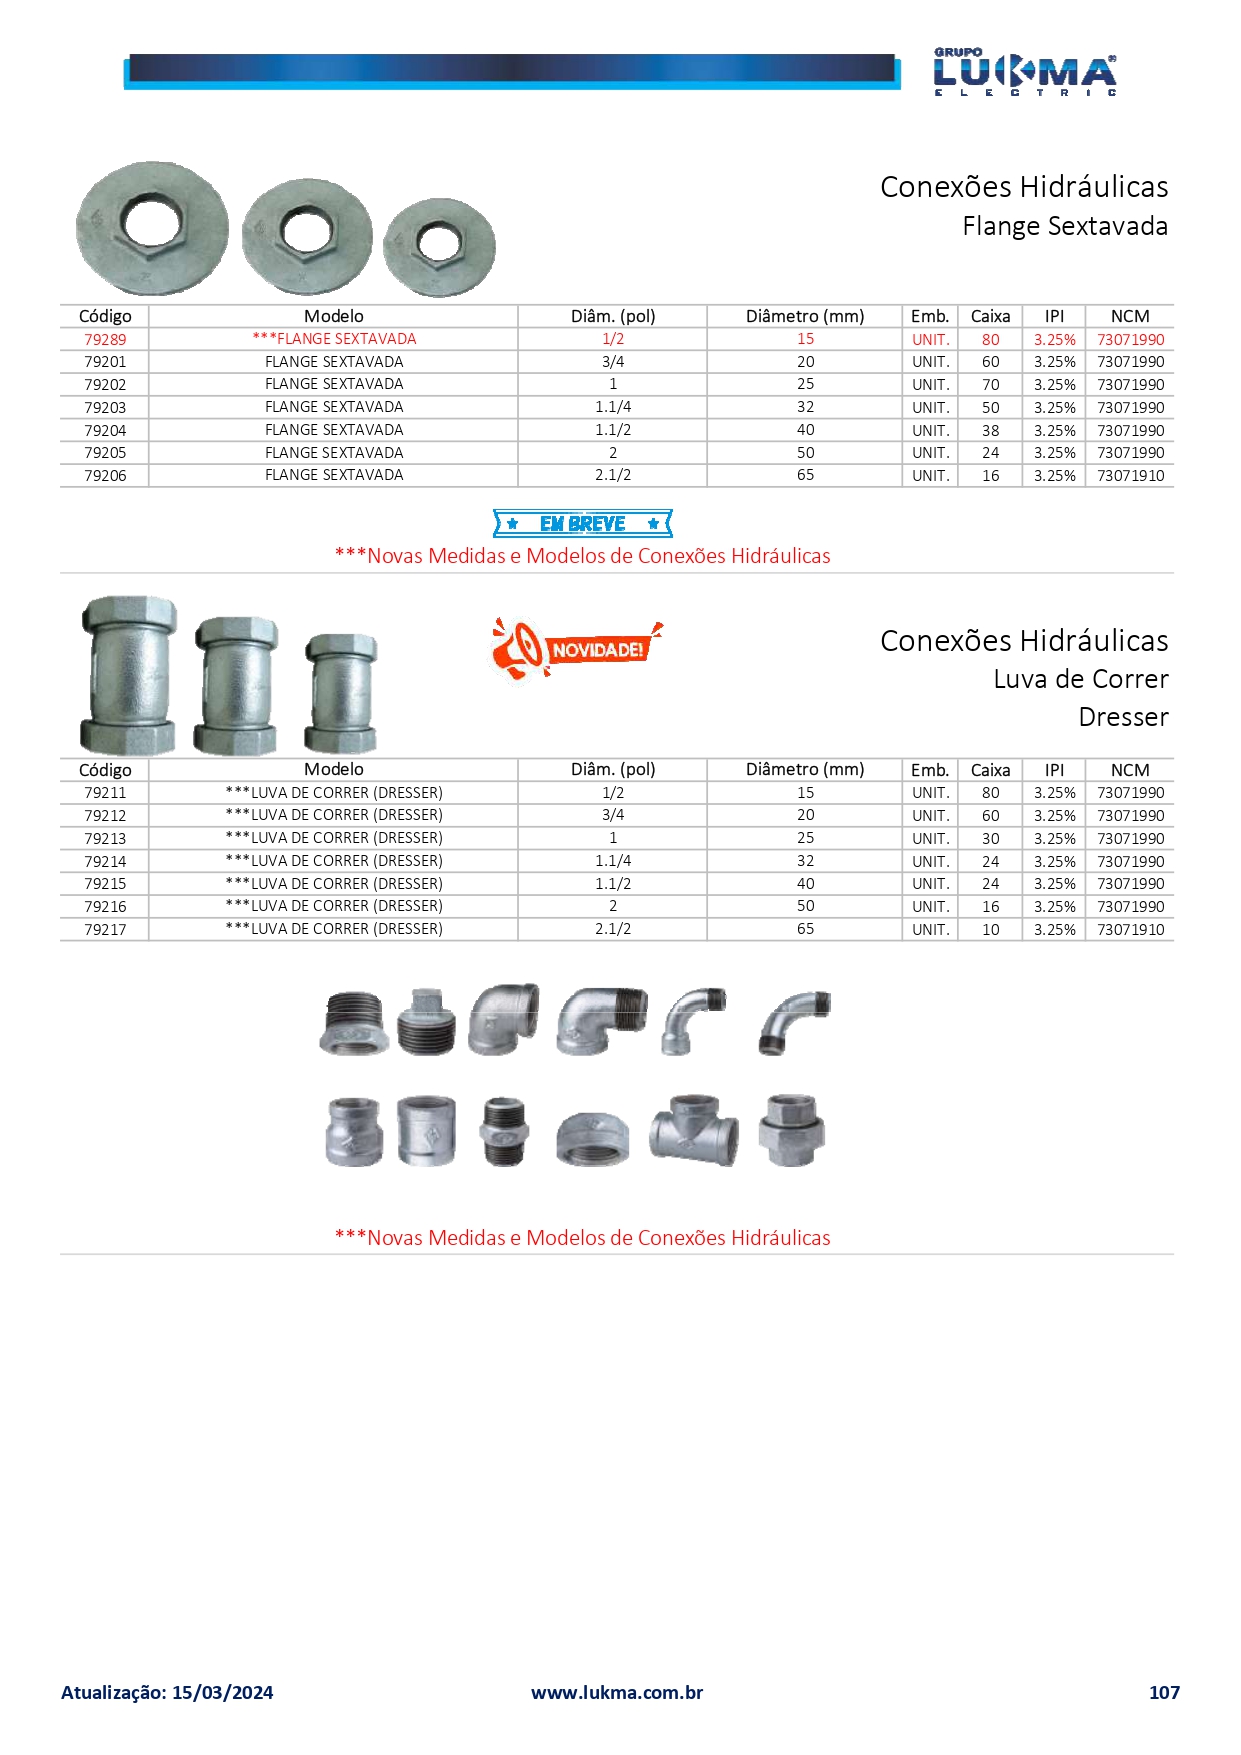 GRUPO
LUKMA®
ELECTRIC
Conexões Hidráulicas
Flange Sextavada
Código Modelo Diâm. (pol) Diâmetro (mm) Emb. Caixa IPI NCM
79289 ***FLANGE SEXTAVADA 1/2 15 UNIT. 80 3.25% 73071990
79201 FLANGE SEXTAVADA 3/4 20 UNIT. 60 3.25% 73071990
79202 FLANGE SEXTAVADA 1 25 UNIT. 70 3.25% 73071990
79203 FLANGE SEXTAVADA 1.1/4 32 UNIT. 50 3.25% 73071990
79204 FLANGE SEXTAVADA 1.1/2 40 UNIT. 38 3.25% 73071990
79205 FLANGE SEXTAVADA 2 50 UNIT. 24 3.25% 73071990
79206 FLANGE SEXTAVADA 2.1/2 65 UNIT. 16 3.25% 73071910
EM BREVE
***Novas Medidas e Modelos de Conexões Hidráulicas
NOVIDADE!
Conexões Hidráulicas
Luva de Correr
Dresser
Código Modelo Diâm. (pol) Diâmetro (mm) Emb. Caixa IPI NCM
79211 ***LUVA DE CORRER (DRESSER) 1/2 15 UNIT. 80 3.25% 73071990
79212 ***LUVA DE CORRER (DRESSER) 3/4 20 UNIT. 60 3.25% 73071990
79213 ***LUVA DE CORRER (DRESSER) 1 25 UNIT. 30 3.25% 73071990
79214 ***LUVA DE CORRER (DRESSER) 1.1/4 32 UNIT. 24 3.25% 73071990
79215 ***LUVA DE CORRER (DRESSER) 1.1/2 40 UNIT. 24 3.25% 73071990
79216 ***LUVA DE CORRER (DRESSER) 2 50 UNIT. 16 3.25% 73071990
79217 ***LUVA DE CORRER (DRESSER) 2.1/2 65 UNIT. 10 3.25% 73071910
***Novas Medidas e Modelos de Conexões Hidráulicas
Atualização: 15/03/2024 www.lukma.com.br 107